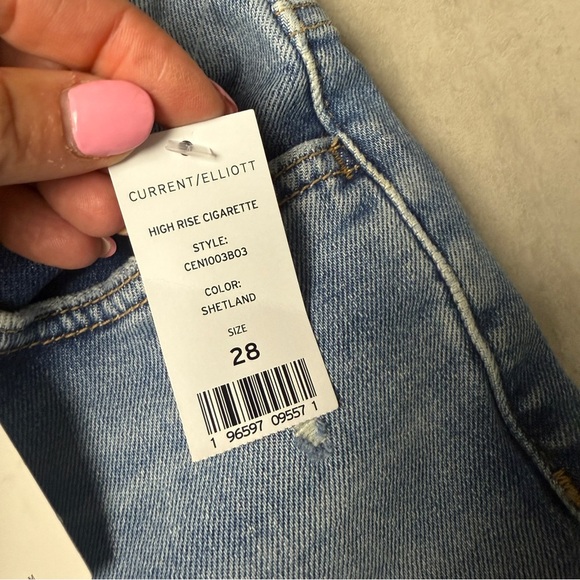 CURRENT/ELLIOTT
HIGH RISE CIGARETTE
STYLE:
CEN1003B03
COLOR:
SHETLAND
SIZE
28
1 96597 09557 1